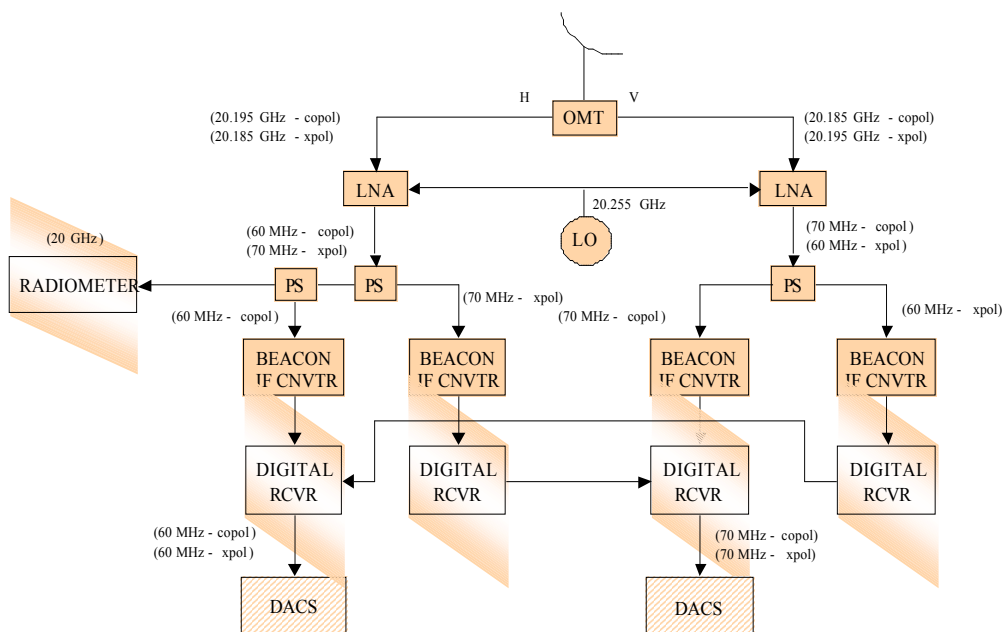 H V
OMT
(20.195 GHz - copol)
(20.185 GHz - xpol)
(20.185 GHz - copol)
(20.195 GHz - xpol)
LNA
LNA
20.255 GHz
LO
(60 MHz - copol)
(70 MHz - xpol)
(70 MHz - copol)
(60 MHz - xpol)
(20 GHz)
RADIOMETER
PS
PS
PS
(60 MHz - copol)
(70 MHz - xpol)
(70 MHz - copol)
(60 MHz - xpol)
BEACON
IF CNVTR
BEACON
IF CNVTR
BEACON
IF CNVTR
BEACON
IF CNVTR
DIGITAL
RCVR
DIGITAL
RCVR
DIGITAL
RCVR
DIGITAL
RCVR
(60 MHz - copol)
(60 MHz - xpol)
(70 MHz - copol)
(70 MHz - xpol)
DACS
DACS